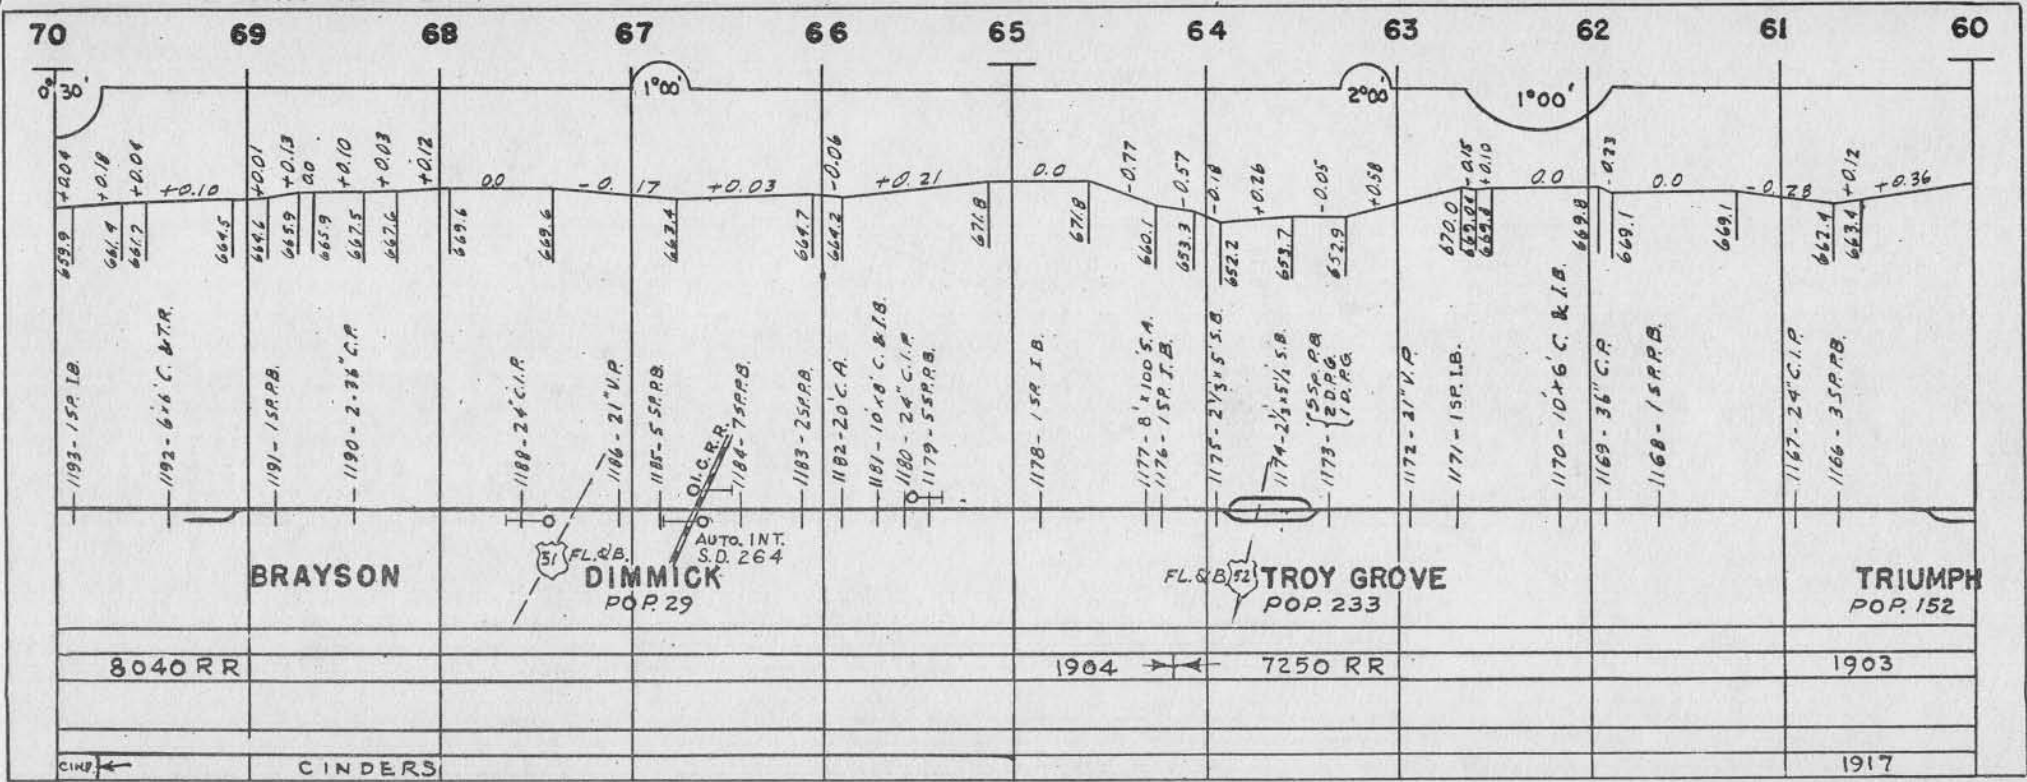 70 69 68 67 66 65 64 63 62 61 60
0°30' 1°00' 2°00' 1°00'
+0.04 +0.18 +0.04 +0.10 +0.01 +0.13 0.0 +0.10 +0.03 +0.12 0.0 -0.17 +0.03 -0.06 +0.21 0.0 -0.77 -0.57 -0.18 +0.26 -0.05 +0.58 -0.15 +0.10 0.0 -0.23 0.0 -0.28 +0.12 +0.36
659.9 661.4 661.7 664.5 664.6 665.9 665.9 667.5 667.6 669.6 669.6 663.4 664.7 664.2 671.8 671.8 660.1 653.3 652.2 653.7 652.9 670.0 669.04 669.4 669.8 669.1 669.1 662.4 663.4
1193-1 SP. I.B.
1192-6'x6' C. & T.R.
1191-1 SP.P.B.
1190-2-36" C.P.
1188-24" C.I.P.
1186-21" V.P.
1185-5 SP.P.B.
1184-7 SP.P.B.
1183-2 SP.P.B.
1182-20' C.A.
1181-10'x8' C. & I.B.
1180-24" C.I.P.
1179-5 SP.P.B.
1178-1 SP. I.B.
1177-8'x100' S.A.
1176-1 SP. I.B.
1175-2 1/3x5' S.B.
1174-2 1/2x5 1/2' S.B.
1173-{5 SP. P.B.
2 D.P.G.
1 D.P.G.
1172-21" V.P.
1171-1 SP. I.B.
1170-10'x6' C. & I.B.
1169-36" C.P.
1168-1 SP.P.B.
1167-24" C.I.P.
1166-3 SP.P.B.
I.C.R.R.
AUTO. INT.
S.D. 264
51 FL.&B.
FL.&B. 52
BRAYSON DIMMICK TROY GROVE TRIUMPH
POP. 29 POP. 233 POP. 152
8040 RR 1904 7250 RR 1903
CIND. CINDERS 1917